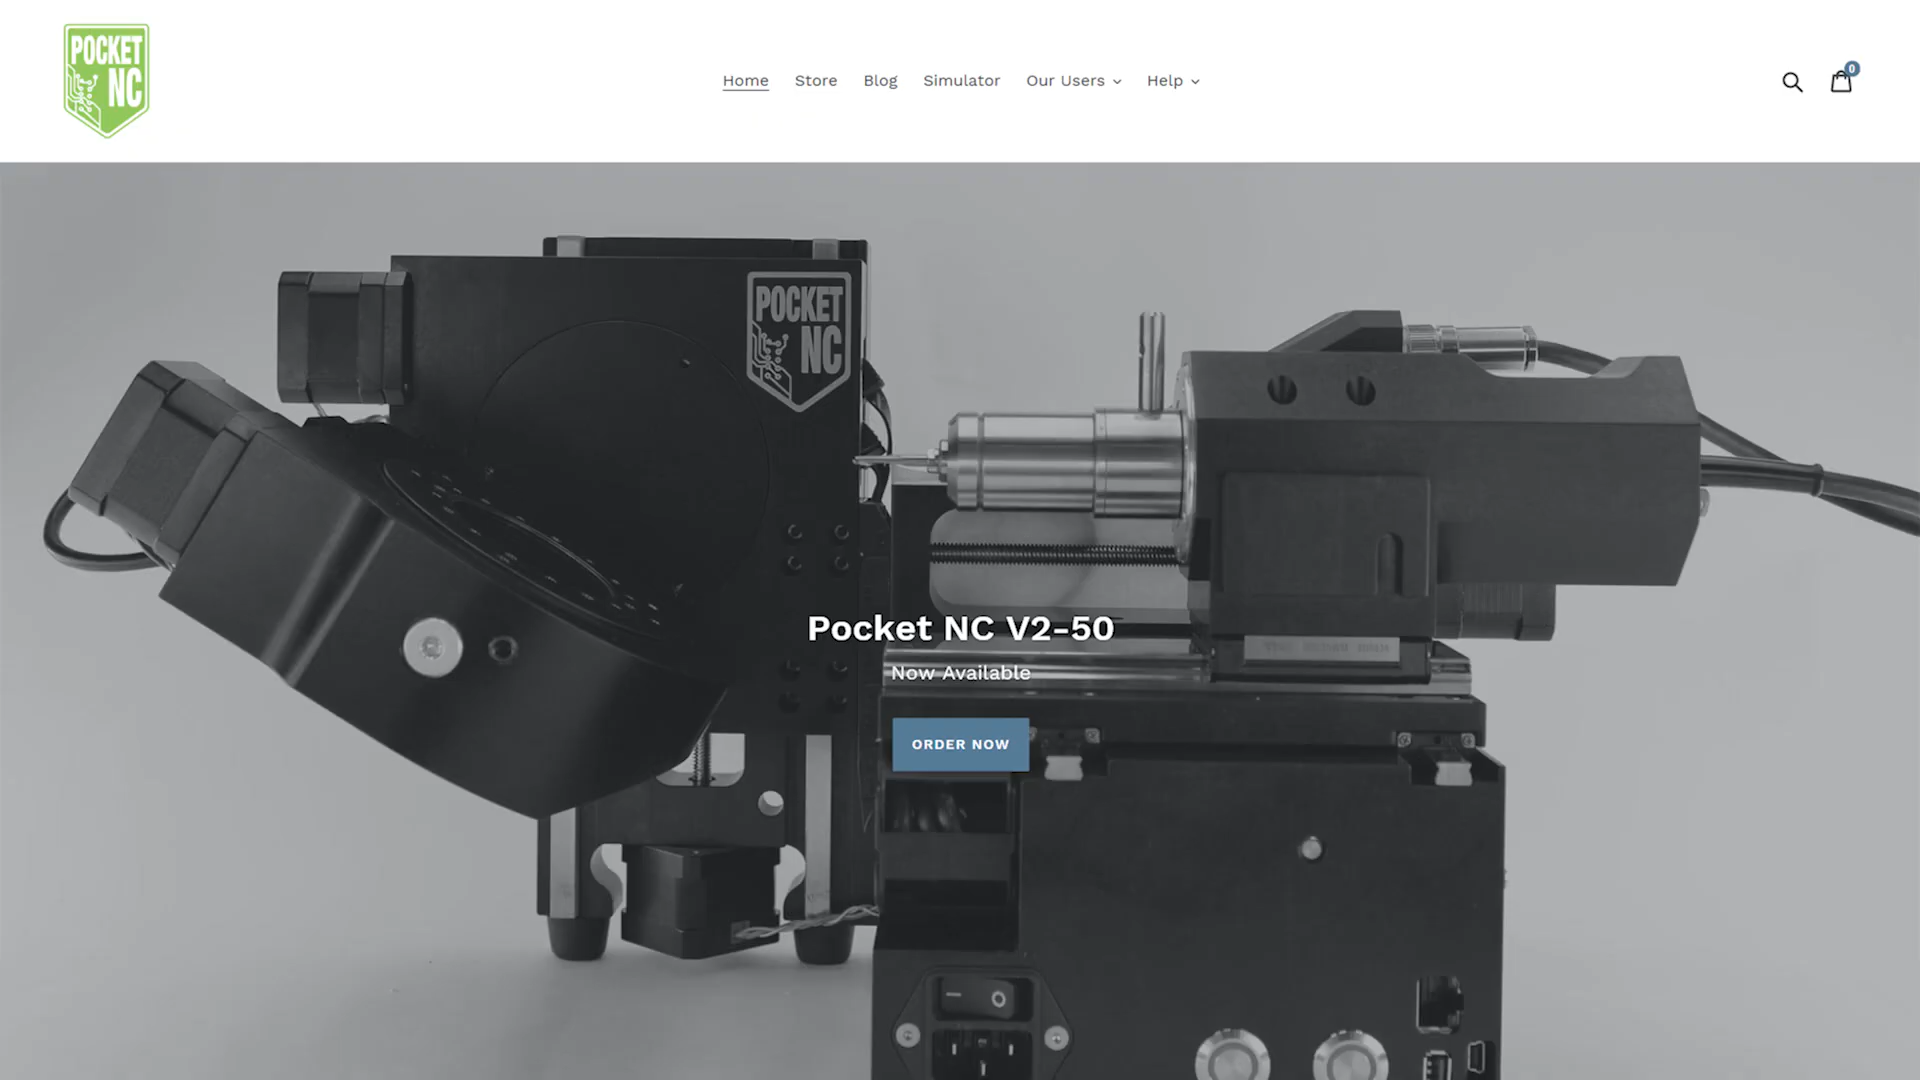 POCKET
NC
Home Store Blog Simulator Our Users Help
0
POCKET
NC
Pocket NC V2-50
Now Available
ORDER NOW